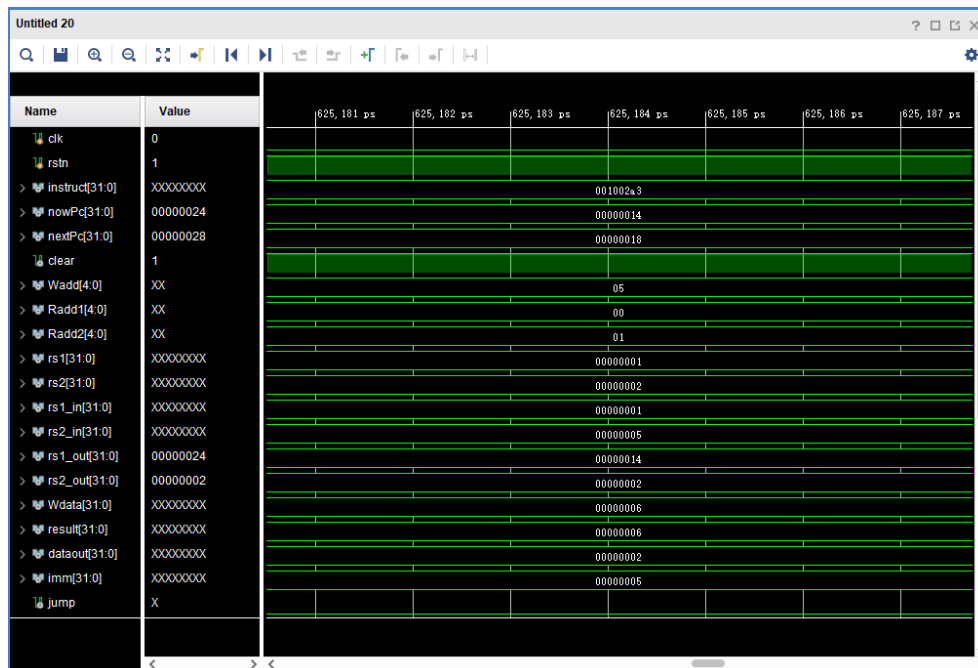 Untitled 20
?
Name Value 625,181 ps 625,182 ps 625,183 ps 625,184 ps 625,185 ps 625,186 ps 625,187 ps
clk 0
rstn 1
instruct[31:0] XXXXXXXX 001002a3
nowPc[31:0] 00000024 00000014
nextPc[31:0] 00000028 00000018
clear 1
Wadd[4:0] XX 05
Radd1[4:0] XX 00
Radd2[4:0] XX 01
rs1[31:0] XXXXXXXX 00000001
rs2[31:0] XXXXXXXX 00000002
rs1_in[31:0] XXXXXXXX 00000001
rs2_in[31:0] XXXXXXXX 00000005
rs1_out[31:0] 00000024 00000014
rs2_out[31:0] 00000002 00000002
Wdata[31:0] XXXXXXXX 00000006
result[31:0] XXXXXXXX 00000006
dataout[31:0] XXXXXXXX 00000002
imm[31:0] XXXXXXXX 00000005
jump X